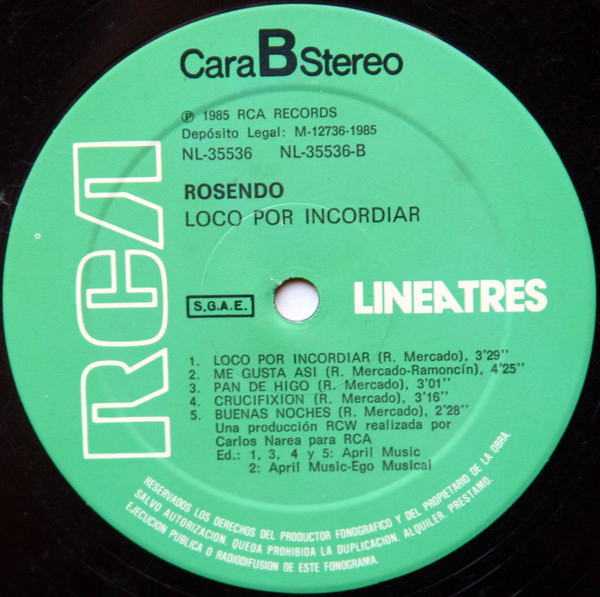 Cara B Stereo
℗ 1985 RCA RECORDS
Depósito Legal: M-12736-1985
NL-35536 NL-35536-B
ROSENDO
LOCO POR INCORDIAR
RCA
S.G.A.E.
LINEATRES
1. LOCO POR INCORDIAR (R. Mercado), 3'29''
2. ME GUSTA ASI (R. Mercado-Ramoncín), 4'25''
3. PAN DE HIGO (R. Mercado), 3'01''
4. CRUCIFIXION (R. Mercado), 3'16''
5. BUENAS NOCHES (R. Mercado), 2'28''
Una producción RCW realizada por
Carlos Narea para RCA
Ed.: 1, 3, 4 y 5: April Music
2: April Music-Ego Musical
RESERVADOS LOS DERECHOS DEL PRODUCTOR FONOGRAFICO Y DEL PROPIETARIO DE LA OBRA.
SALVO AUTORIZACION. QUEDA PROHIBIDA LA DUPLICACION. ALQUILER. PRESTAMO.
EJECUCION PUBLICA O RADIODIFUSION DE ESTE FONOGRAMA.